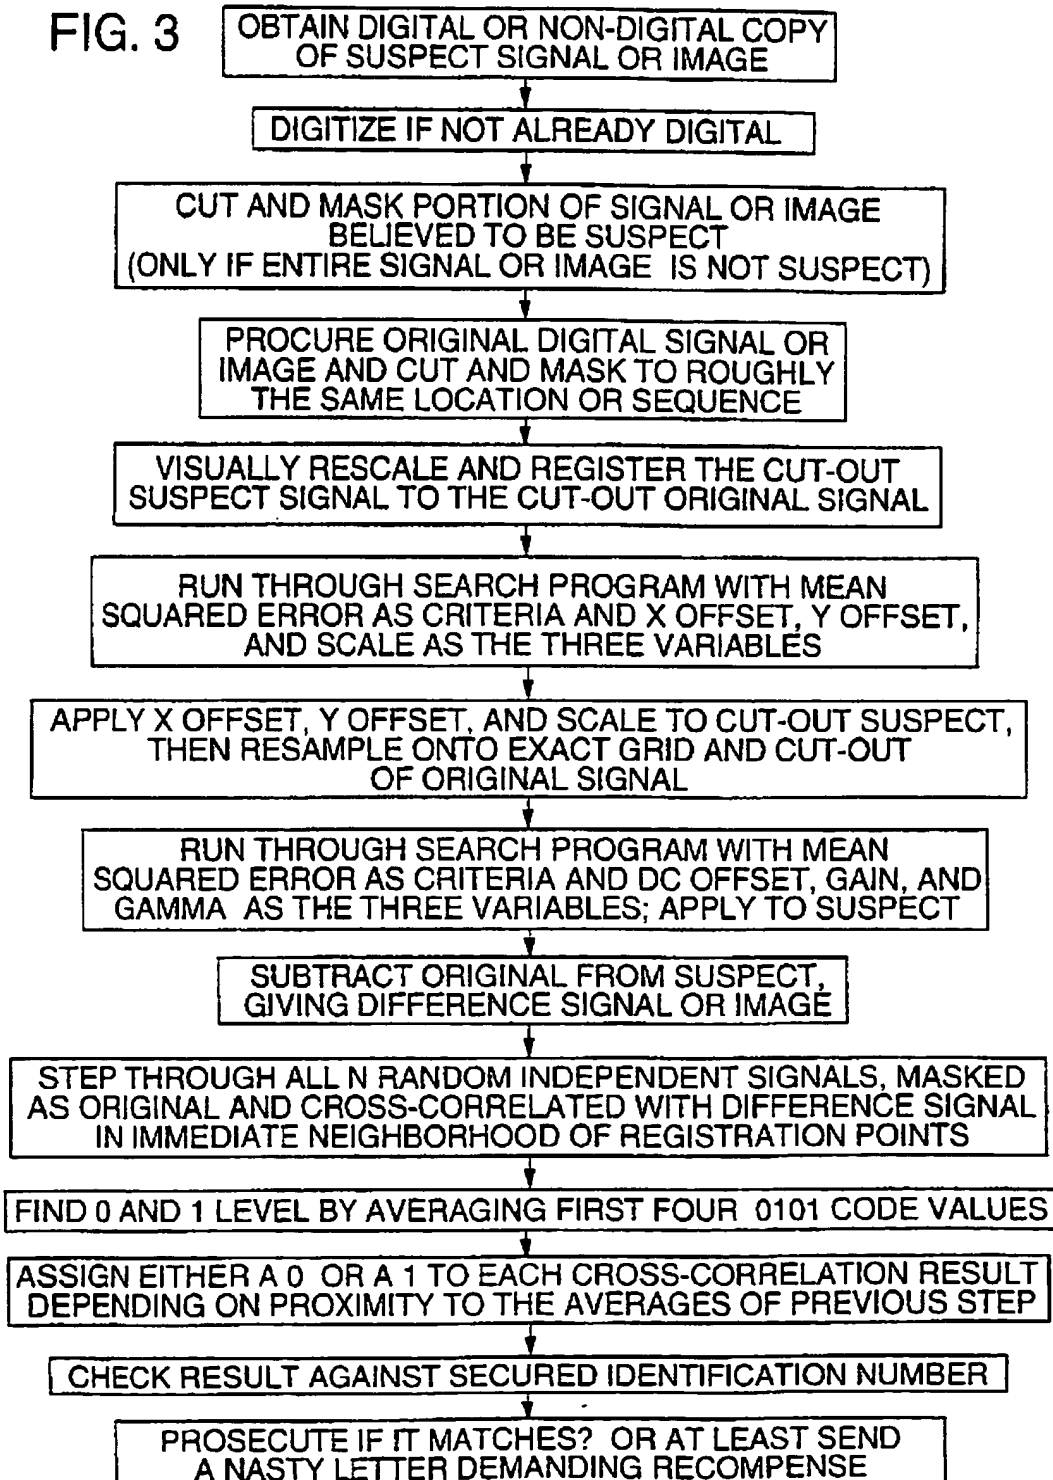 FIG. 3
OBTAIN DIGITAL OR NON-DIGITAL COPY
OF SUSPECT SIGNAL OR IMAGE
DIGITIZE IF NOT ALREADY DIGITAL
CUT AND MASK PORTION OF SIGNAL OR IMAGE
BELIEVED TO BE SUSPECT
(ONLY IF ENTIRE SIGNAL OR IMAGE IS NOT SUSPECT)
PROCURE ORIGINAL DIGITAL SIGNAL OR
IMAGE AND CUT AND MASK TO ROUGHLY
THE SAME LOCATION OR SEQUENCE
VISUALLY RESCALE AND REGISTER THE CUT-OUT
SUSPECT SIGNAL TO THE CUT-OUT ORIGINAL SIGNAL
RUN THROUGH SEARCH PROGRAM WITH MEAN
SQUARED ERROR AS CRITERIA AND X OFFSET, Y OFFSET,
AND SCALE AS THE THREE VARIABLES
APPLY X OFFSET, Y OFFSET, AND SCALE TO CUT-OUT SUSPECT,
THEN RESAMPLE ONTO EXACT GRID AND CUT-OUT
OF ORIGINAL SIGNAL
RUN THROUGH SEARCH PROGRAM WITH MEAN
SQUARED ERROR AS CRITERIA AND DC OFFSET, GAIN, AND
GAMMA AS THE THREE VARIABLES; APPLY TO SUSPECT
SUBTRACT ORIGINAL FROM SUSPECT,
GIVING DIFFERENCE SIGNAL OR IMAGE
STEP THROUGH ALL N RANDOM INDEPENDENT SIGNALS, MASKED
AS ORIGINAL AND CROSS-CORRELATED WITH DIFFERENCE SIGNAL
IN IMMEDIATE NEIGHBORHOOD OF REGISTRATION POINTS
FIND 0 AND 1 LEVEL BY AVERAGING FIRST FOUR 0101 CODE VALUES
ASSIGN EITHER A 0 OR A 1 TO EACH CROSS-CORRELATION RESULT
DEPENDING ON PROXIMITY TO THE AVERAGES OF PREVIOUS STEP
CHECK RESULT AGAINST SECURED IDENTIFICATION NUMBER
PROSECUTE IF IT MATCHES? OR AT LEAST SEND
A NASTY LETTER DEMANDING RECOMPENSE